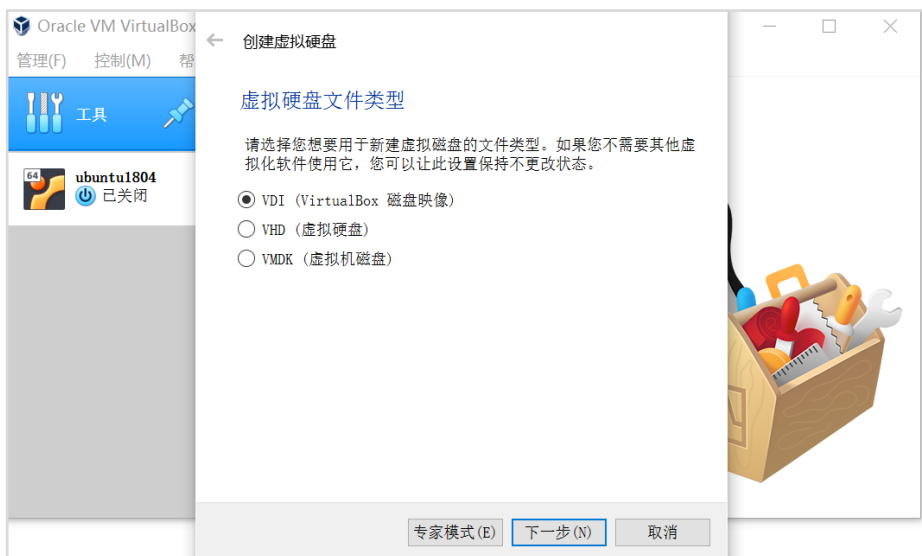 Oracle VM VirtualBox
管理(F) 控制(M) 帮
工具
64
ubuntu1804
已关闭
创建虚拟硬盘
虚拟硬盘文件类型
请选择您想要用于新建虚拟磁盘的文件类型。如果您不需要其他虚
拟化软件使用它，您可以让此设置保持不更改状态。
VDI (VirtualBox 磁盘映像)
VHD (虚拟硬盘)
VMDK (虚拟机磁盘)
专家模式(E) 下一步(N) 取消